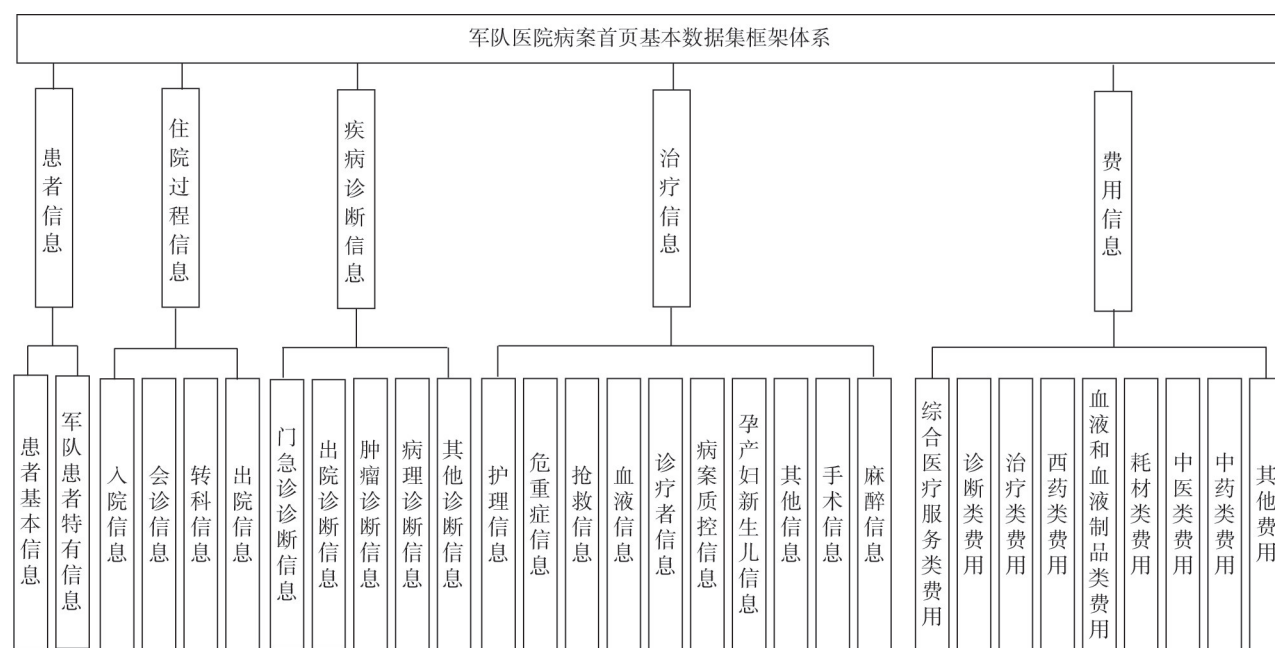 军队医院病案首页基本数据集框架体系
患者信息
住院过程信息
疾病诊断信息
治疗信息
费用信息
患者基本信息
军队患者特有信息
入院信息
会诊信息
转科信息
出院信息
门急诊诊断信息
出院诊断信息
肿瘤诊断信息
病理诊断信息
其他诊断信息
护理信息
危重症信息
抢救信息
血液信息
诊疗者信息
病案质控信息
孕产妇新生儿信息
其他信息
手术信息
麻醉信息
综合医疗服务类费用
诊断类费用
治疗类费用
西药类费用
血液和血液制品类费用
耗材类费用
中医类费用
中药类费用
其他费用